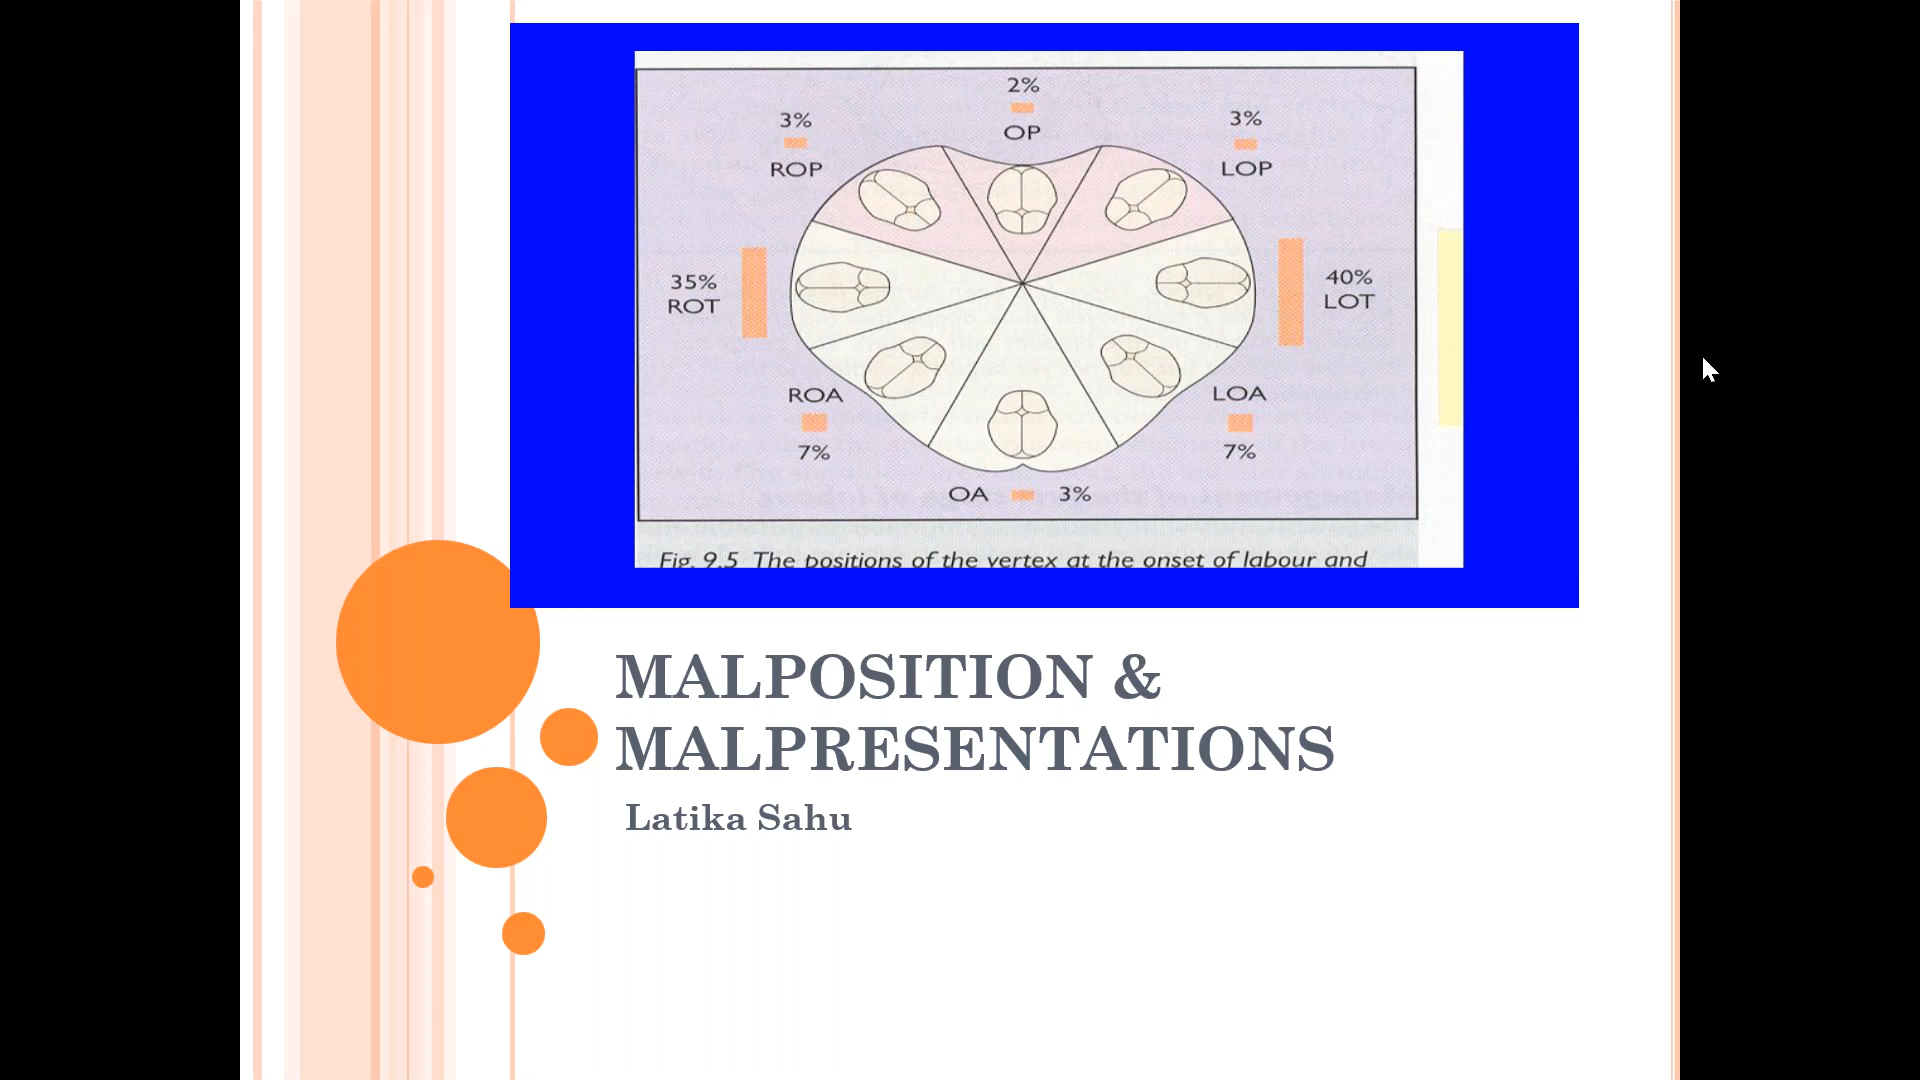 2%
OP
3%
ROP
3%
LOP
35%
ROT
40%
LOT
ROA
7%
LOA
7%
OA 3%
Fig. 9.5 The positions of the vertex at the onset of labour and
MALPOSITION &
MALPRESENTATIONS
Latika Sahu